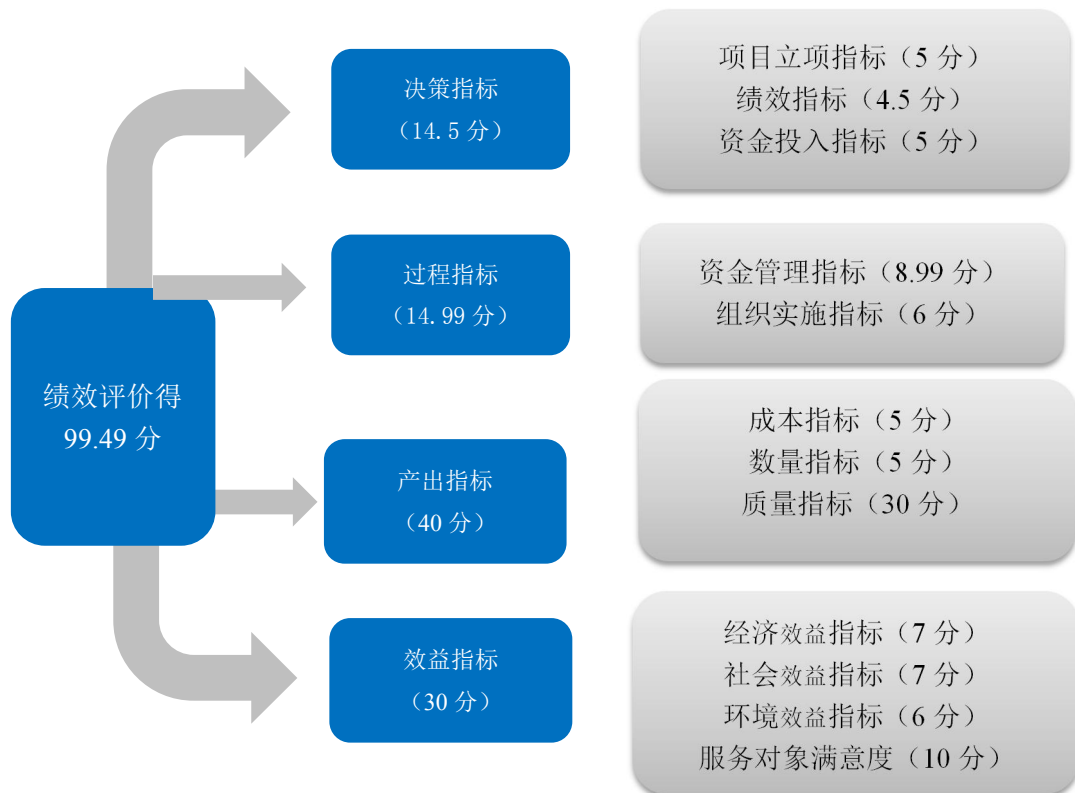 决策指标
（14.5 分）
项目立项指标（5 分）
绩效指标（4.5 分）
资金投入指标（5 分）
过程指标
（14.99 分）
资金管理指标（8.99 分）
组织实施指标（6 分）
绩效评价得
99.49 分
产出指标
（40 分）
成本指标（5 分）
数量指标（5 分）
质量指标（30 分）
效益指标
（30 分）
经济效益指标（7 分）
社会效益指标（7 分）
环境效益指标（6 分）
服务对象满意度（10 分）